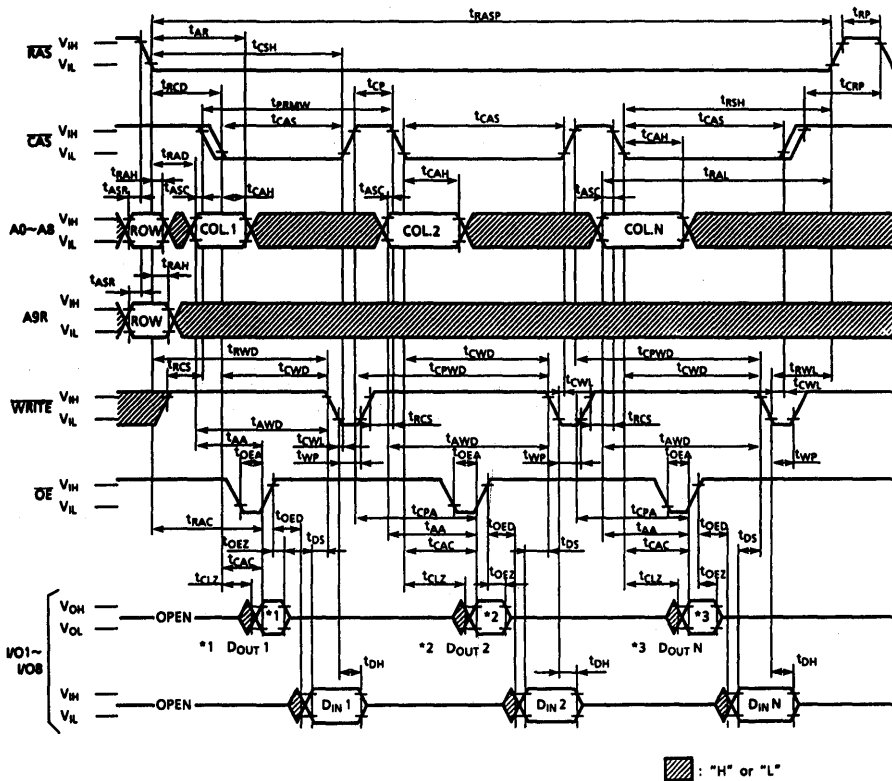 tRASP tRP
tAR
tCSH
RAS VIH
VIL
tRCD tCP tCRP
tPRMW tRSH
tCAS tCAS tCAS
CAS VIH
VIL
tRAD tCAH tCAH
tRAH tRAL
tASR tASC tCAH tASC tASC
A0~A8 VIH
VIL
ROW COL.1 COL.2 COL.N
tASR tRAH
A9R VIH
VIL
ROW
tRWD tCWD tCPWD
tRCS tCWD tCPWD tCWD tRWL
tCWL tCWL
WRITE VIH
VIL
tAWD tRCS tRCS
tAA tCWL tAWD tAWD
tOEA tWP tOEA tWP tOEA tWP
OE VIH
VIL
tRAC tOED tCPA tOED tCPA tOED
tOEZ tDS tAA tDS tAA tDS
tCAC tCAC tCAC
tCLZ tCLZ tOEZ tCLZ tOEZ
VOH
VOL
OPEN *1 *2 *3
*1 DOUT 1 *2 DOUT 2 *3 DOUT N
I/O1~
I/O8
tDH tDH tDH
VIH
VIL
OPEN DIN 1 DIN 2 DIN N
: "H" or "L"